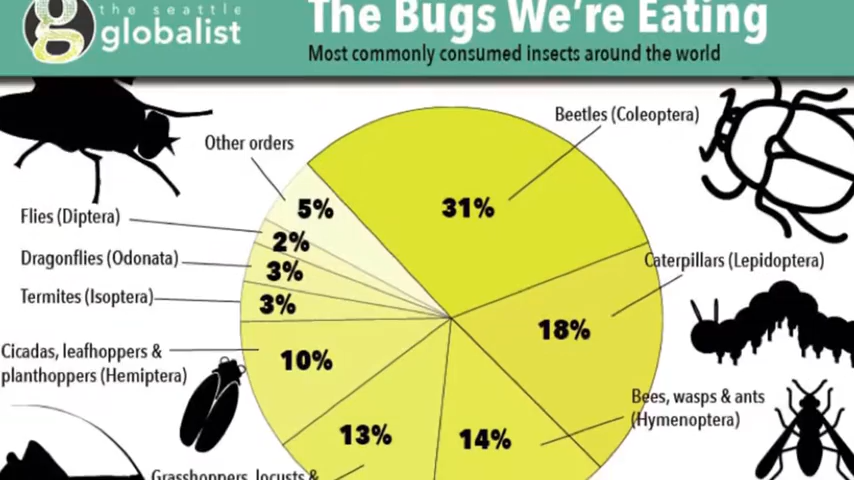 the seattle
globalist
The Bugs We're Eating
Most commonly consumed insects around the world
Beetles (Coleoptera)
Other orders
5%
31%
Flies (Diptera)
2%
Dragonflies (Odonata)
3%
Caterpillars (Lepidoptera)
Termites (Isoptera)
3%
18%
Cicadas, leafhoppers &
planthoppers (Hemiptera)
10%
Bees, wasps & ants
(Hymenoptera)
13%
14%
Grasshoppers, locusts &